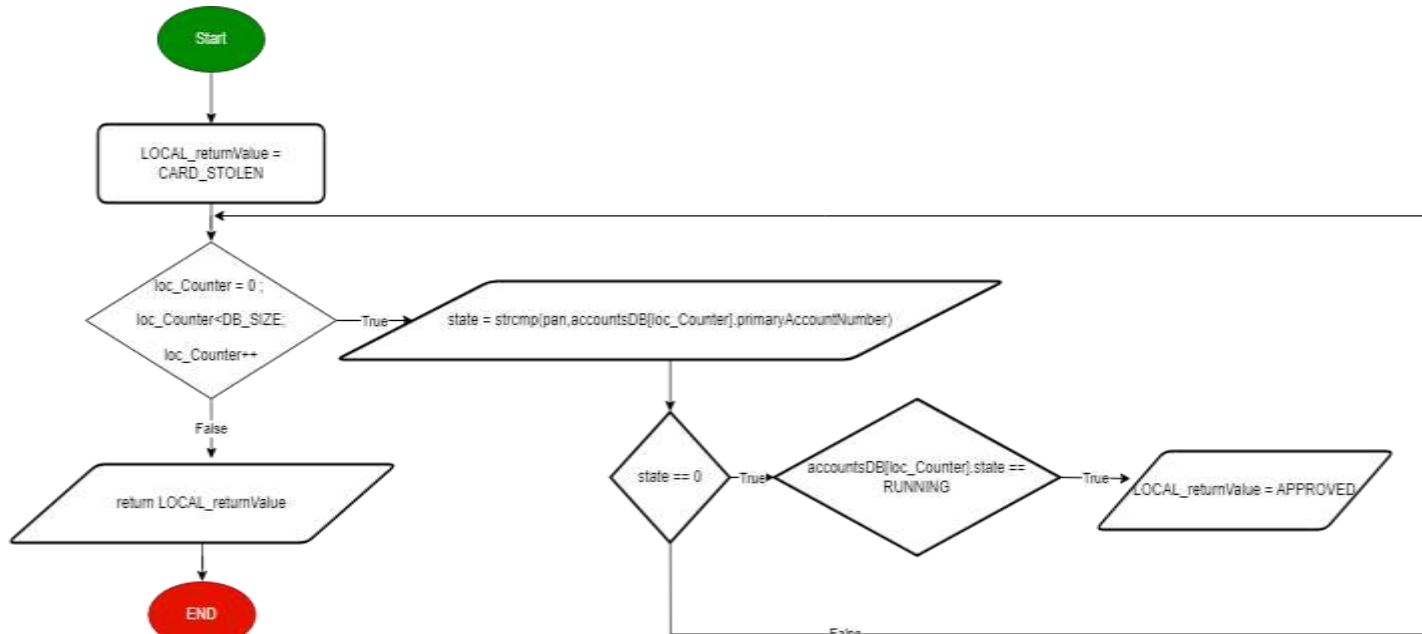 Start
LOCAL_returnValue =
CARD_STOLEN
loc_Counter = 0 ;
loc_Counter<DB_SIZE;
loc_Counter++
True
state = strcmp(pan,accountsDB[loc_Counter].primaryAccountNumber)
False
return LOCAL_returnValue
END
state == 0
True
accountsDB[loc_Counter].state ==
RUNNING
True
LOCAL_returnValue = APPROVED
False